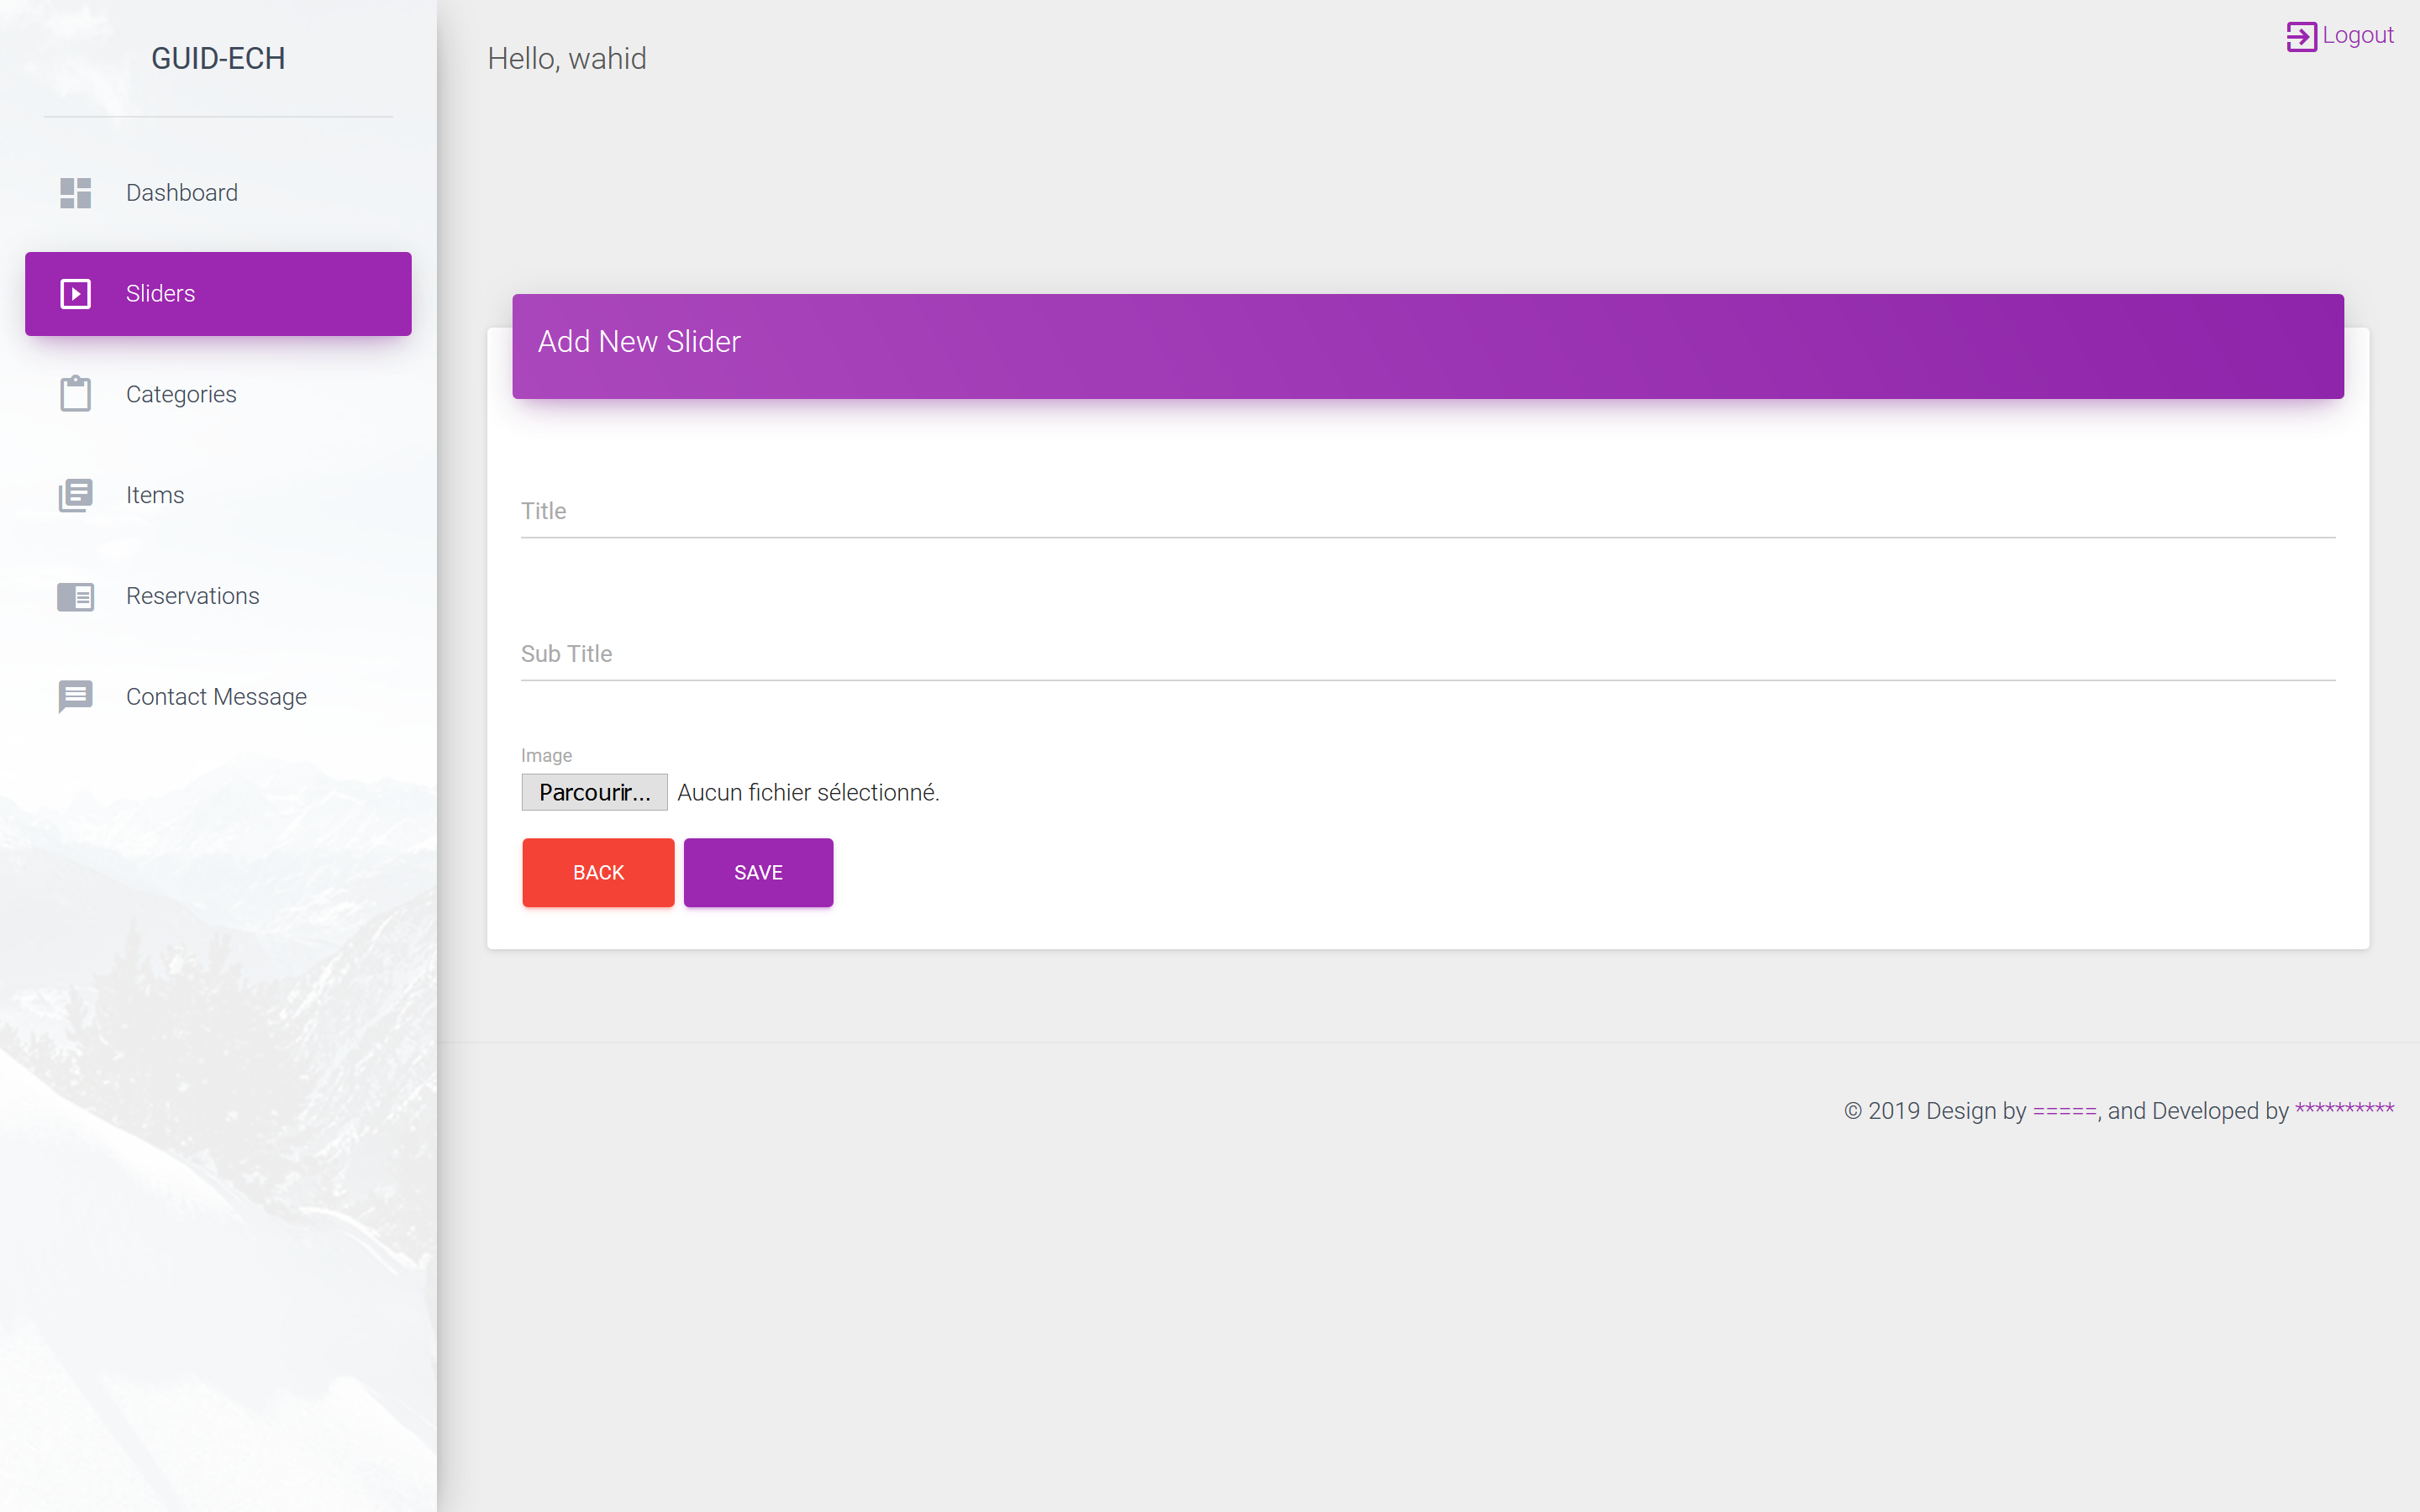 GUID-ECH
Dashboard
Sliders
Categories
Items
Reservations
Contact Message
Hello, wahid
Logout
Add New Slider
Title
Sub Title
Image
Parcourir... Aucun fichier sélectionné.
BACK SAVE
© 2019 Design by =====, and Developed by **********